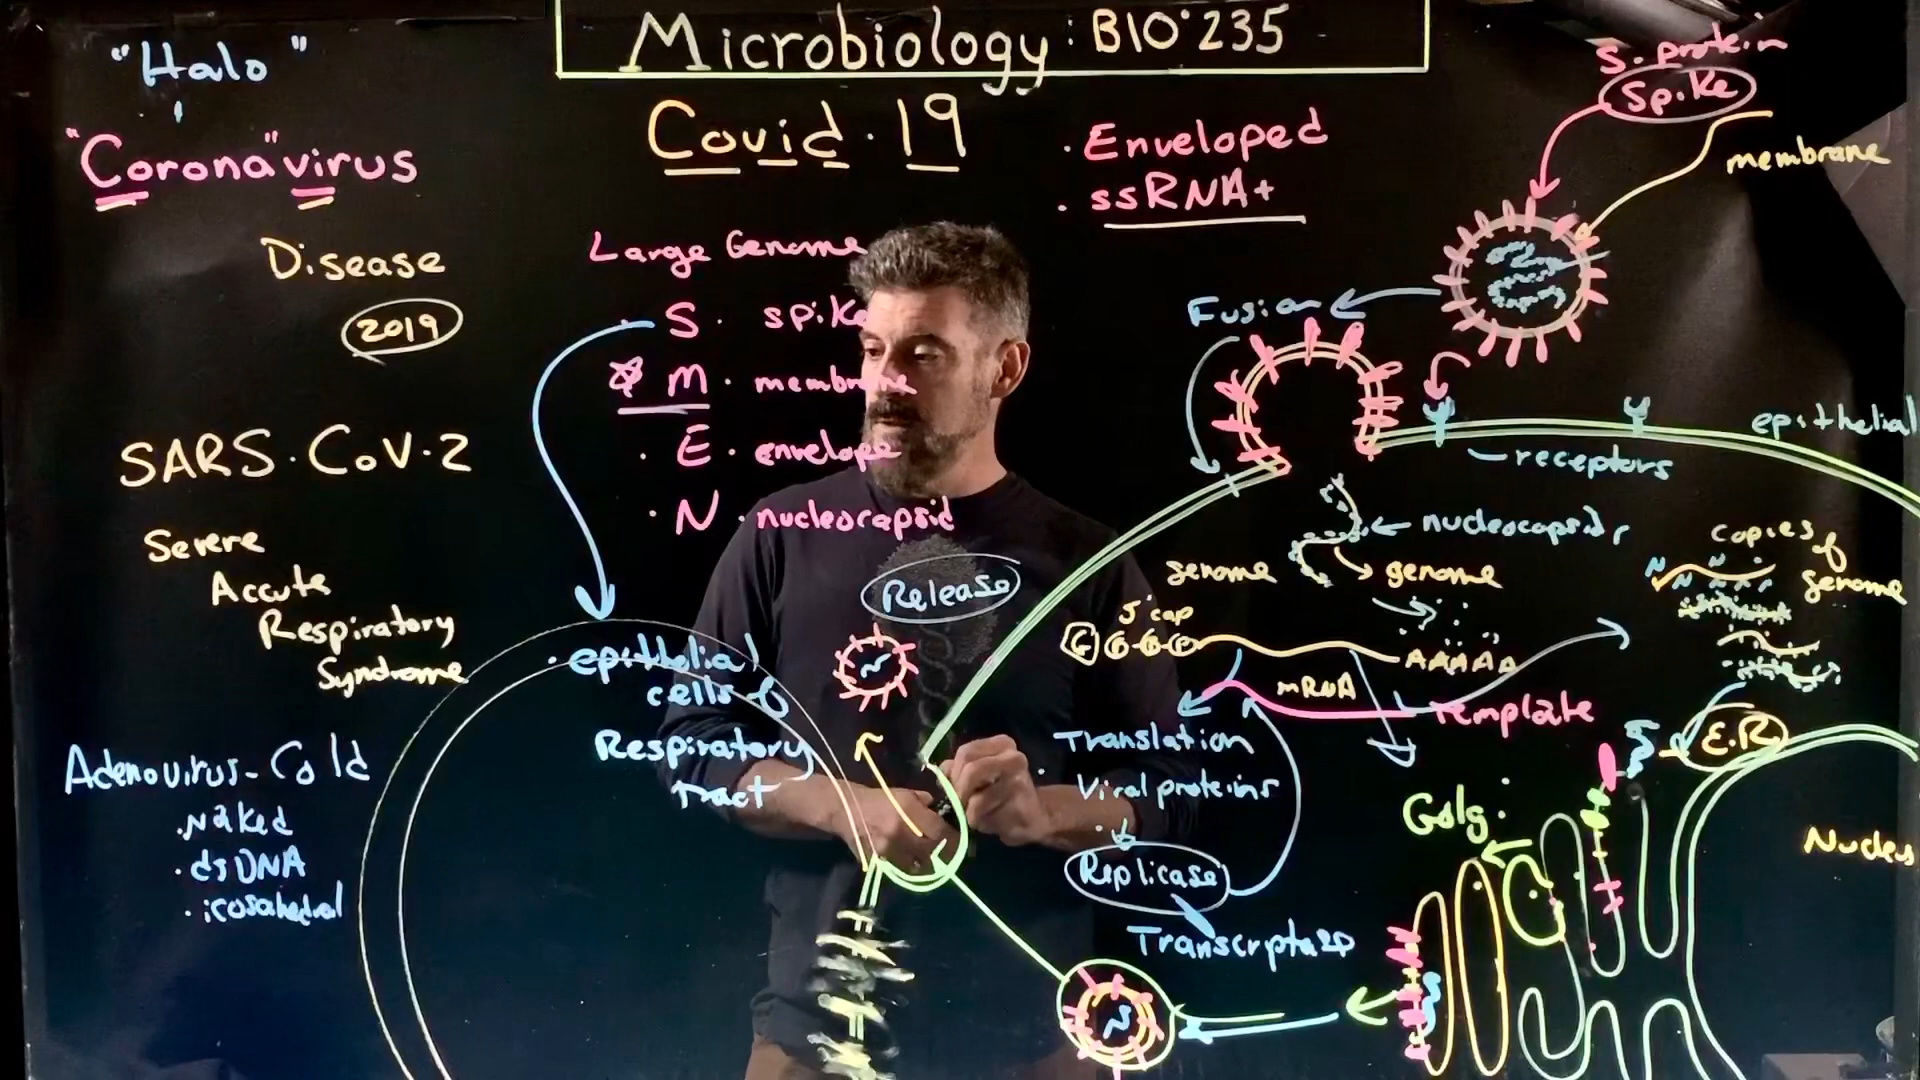 Microbiology: BIO 235
"Halo"
"Corona"virus
Disease
2019
SARS-CoV-2
Severe
Accute
Respiratory
Syndrome
Adenovirus-Cold
• Naked
• dsDNA
• icosahedral
Covid-19
• Enveloped
• ssRNA+
Large Genome
S. spike
M. membrane
• E. envelope
• N. nucleocapsid
• epithelial
cells of
Respiratory
Tract
Release
N
S. protein
Spike
membrane
Fusion
epithelial
receptors
nucleocapsid
genome
genome
5' cap
G G-G-G
AAAAA
mRNA
Template
copies of
genome
N N N
N N
Translation
• Viral proteins
Replicase
Transcriptase
E.R
Golgi
Nucleus
N